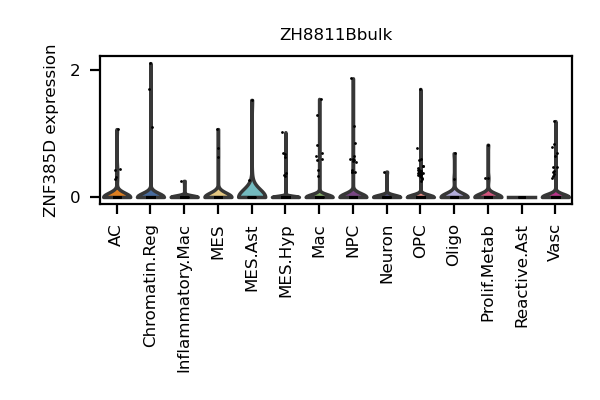 ZH8811Bbulk
ZNF385D expression
2
0
AC
Chromatin.Reg
Inflammatory.Mac
MES
MES.Ast
MES.Hyp
Mac
NPC
Neuron
OPC
Oligo
Prolif.Metab
Reactive.Ast
Vasc